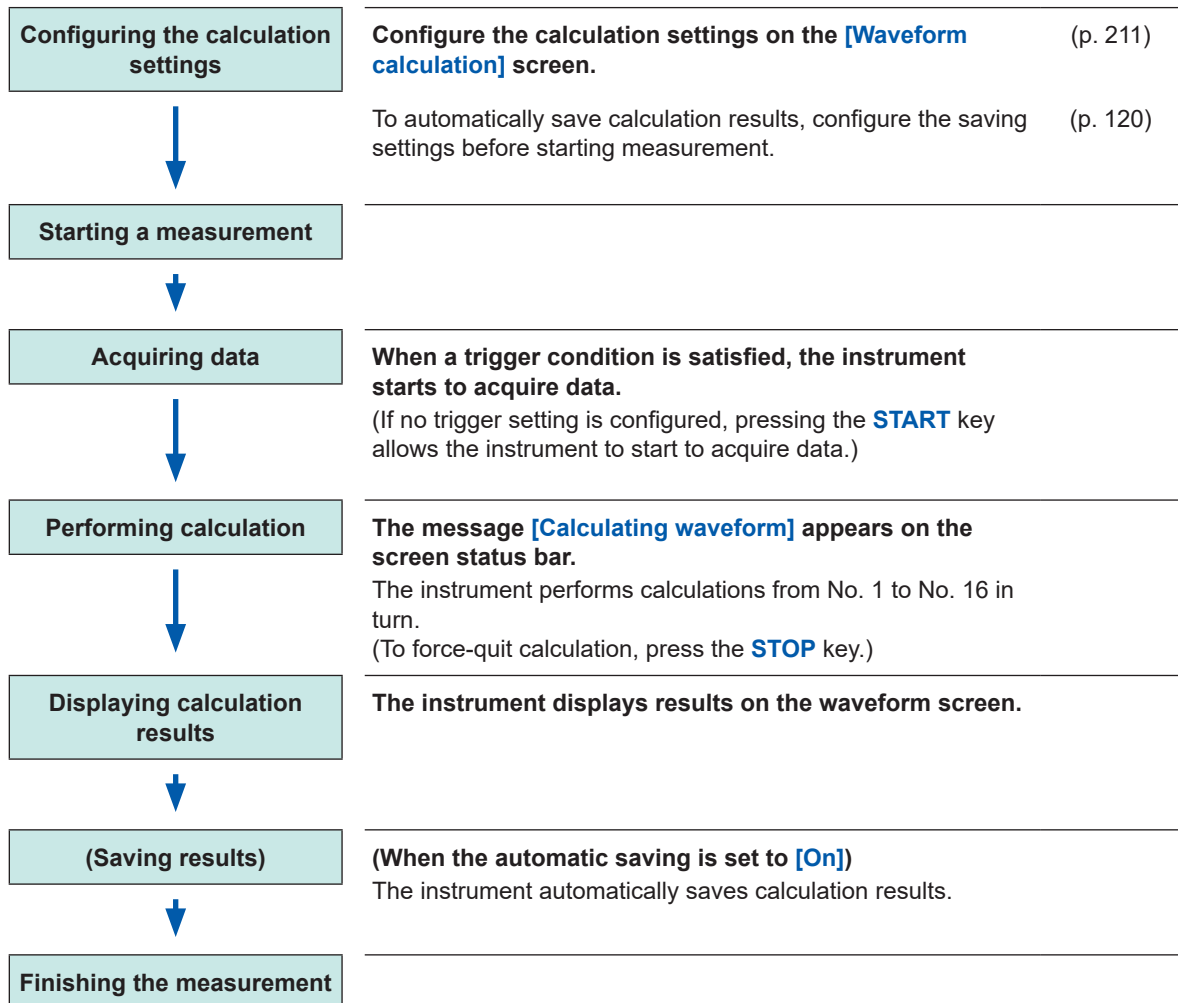 Configuring the calculation
settings
Configure the calculation settings on the [Waveform
calculation] screen.
(p. 211)
To automatically save calculation results, configure the saving
settings before starting measurement.
(p. 120)
Starting a measurement
Acquiring data
When a trigger condition is satisfied, the instrument
starts to acquire data.
(If no trigger setting is configured, pressing the START key
allows the instrument to start to acquire data.)
Performing calculation
The message [Calculating waveform] appears on the
screen status bar.
The instrument performs calculations from No. 1 to No. 16 in
turn.
(To force-quit calculation, press the STOP key.)
Displaying calculation
results
The instrument displays results on the waveform screen.
(Saving results)
(When the automatic saving is set to [On])
The instrument automatically saves calculation results.
Finishing the measurement